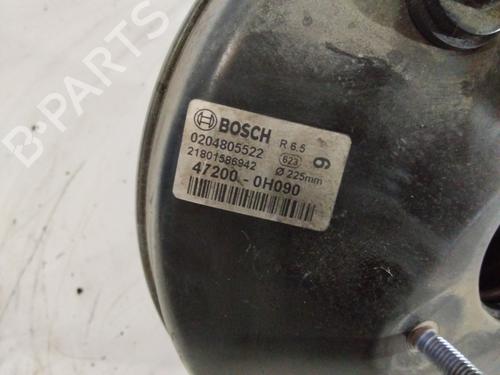 B-PARTS
BOSCH R 6.5
0204805522 623 6
21801586942 Ø 225mm
47200 - 0H090